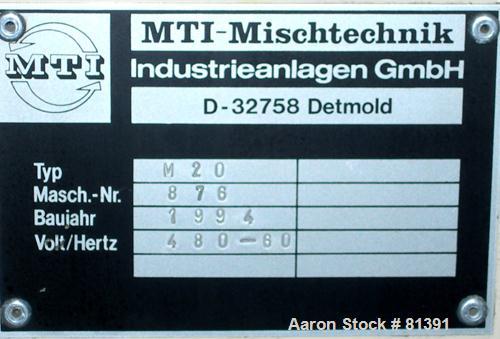 MTI
MTI-Mischtechnik
Industrieanlagen GmbH
D-32758 Detmold
Typ M20
Masch.-Nr. 876
Baujahr 1994
Volt/Hertz 480-60
Aaron Stock # 81391